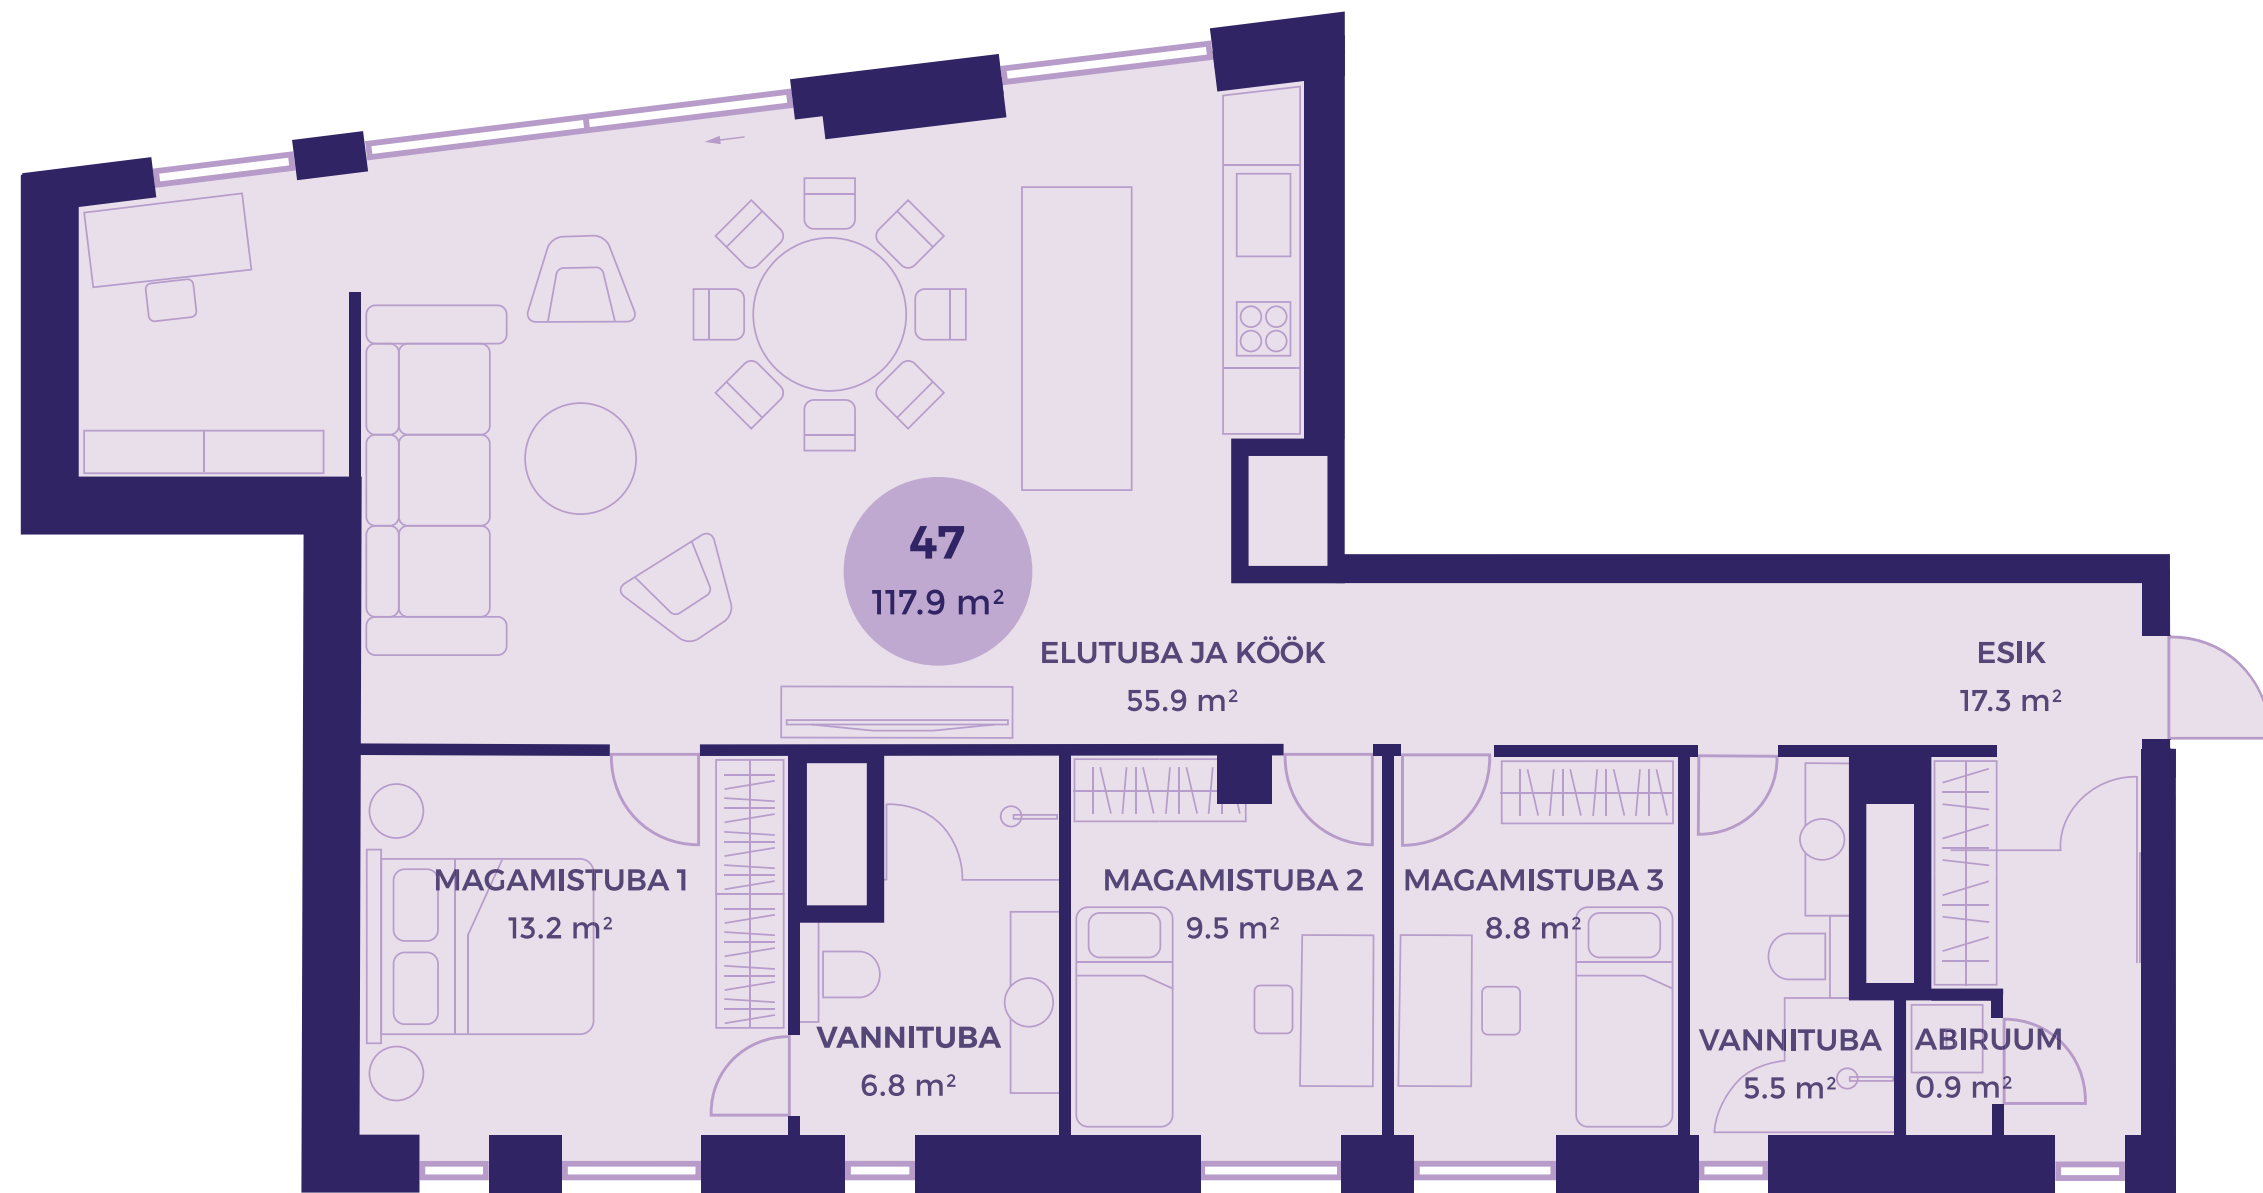 47
117.9 m²
ELUTUBA JA KÖÖK
55.9 m²
ESIK
17.3 m²
MAGAMISTUBA 1
13.2 m²
MAGAMISTUBA 2
9.5 m²
MAGAMISTUBA 3
8.8 m²
VANNITUBA
6.8 m²
VANNITUBA
5.5 m²
ABIRUUM
0.9 m²